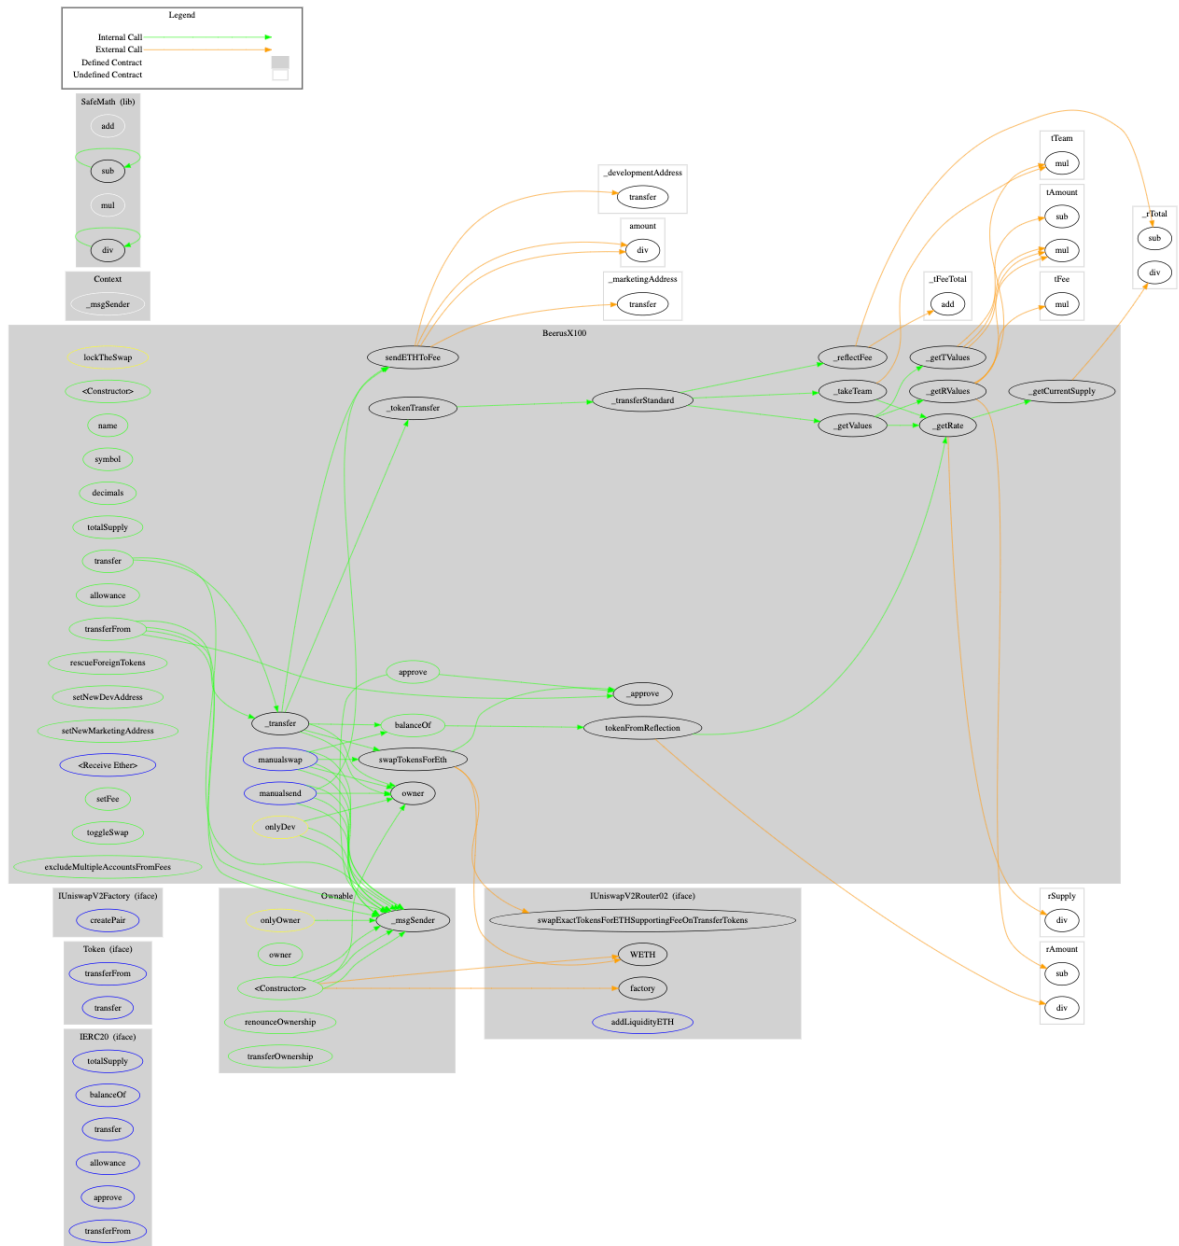 Legend
Internal Call
External Call
Defined Contract
Undefined Contract
SafeMath (lib)
add
sub
mul
div
Context
_msgSender
_developmentAddress
transfer
amount
div
_marketingAddress
transfer
_tFeeTotal
add
tTeam
mul
tAmount
sub
mul
tFee
mul
_rTotal
sub
div
BeerusX100
lockTheSwap
<Constructor>
name
symbol
decimals
totalSupply
transfer
allowance
transferFrom
rescueForeignTokens
setNewDevAddress
setNewMarketingAddress
<Receive Ether>
setFee
toggleSwap
excludeMultipleAccountsFromFees
_transfer
manualswap
manualsend
onlyDev
sendETHToFee
_tokenTransfer
approve
balanceOf
swapTokensForEth
owner
_transferStandard
_approve
tokenFromReflection
_reflectFee
_takeTeam
_getValues
_getTValues
_getRValues
_getRate
_getCurrentSupply
IUniswapV2Factory (iface)
createPair
Token (iface)
transferFrom
transfer
IERC20 (iface)
totalSupply
balanceOf
transfer
allowance
approve
transferFrom
Ownable
onlyOwner
owner
<Constructor>
renounceOwnership
transferOwnership
_msgSender
IUniswapV2Router02 (iface)
swapExactTokensForETHSupportingFeeOnTransferTokens
WETH
factory
addLiquidityETH
rSupply
div
rAmount
sub
div